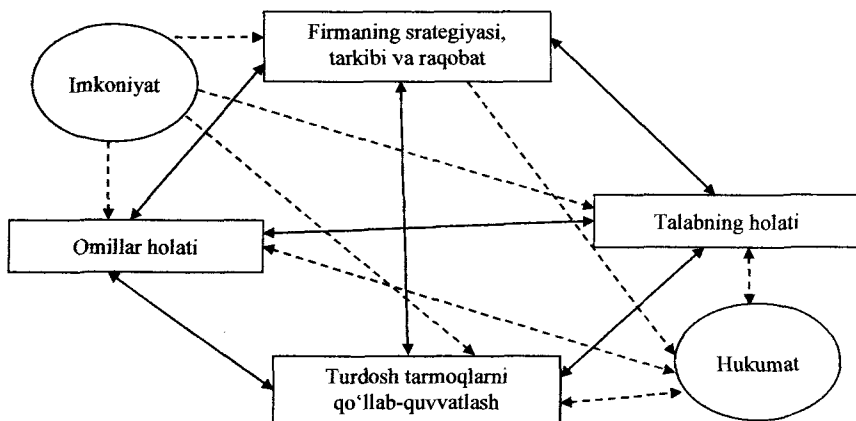 Firmaning srategiyasi,
tarkibi va raqobat
Imkoniyat
Talabning holati
Omillar holati
Turdosh tarmoqlarni
qo‘llab-quvvatlash
Hukumat